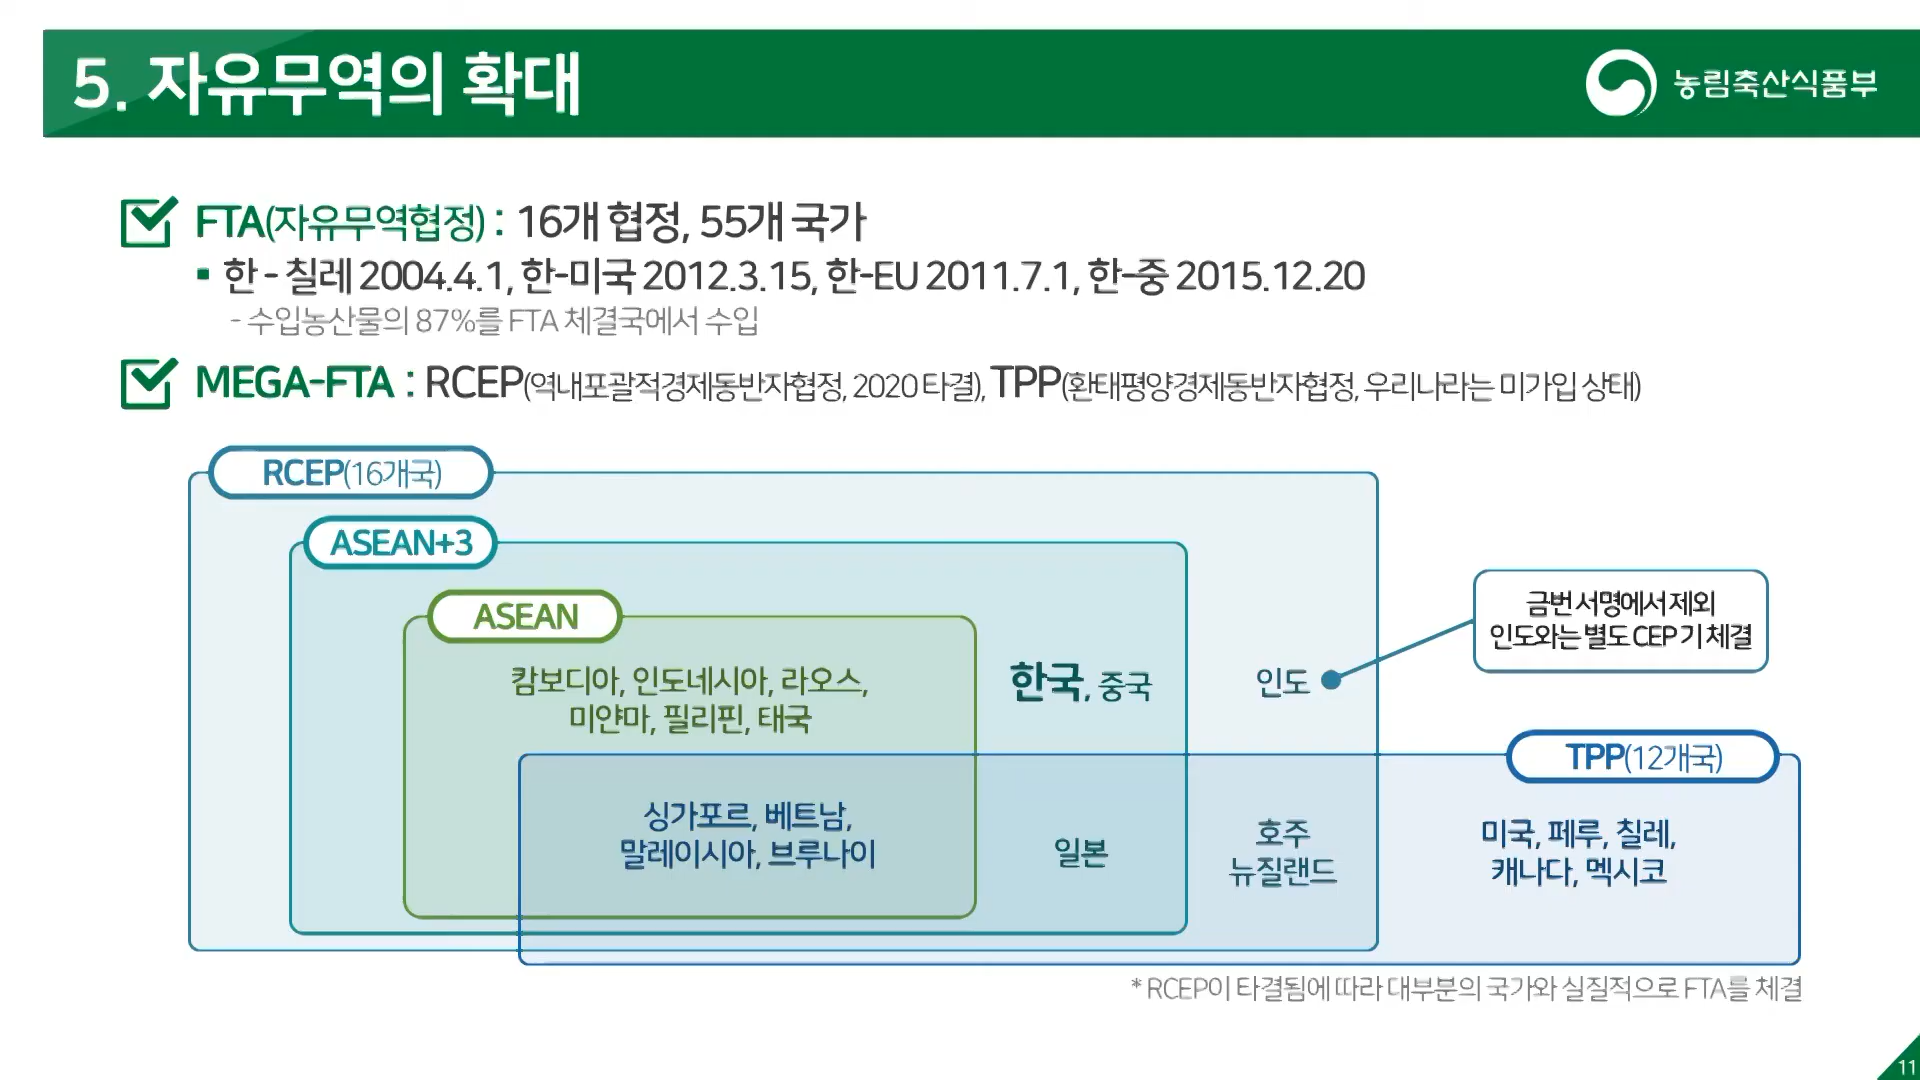 5. 자유무역의 확대
농림축산식품부
FTA(자유무역협정) : 16개 협정, 55개 국가
▪ 한 - 칠레 2004.4.1, 한-미국 2012.3.15, 한-EU 2011.7.1, 한-중 2015.12.20
- 수입농산물의 87%를 FTA 체결국에서 수입
MEGA-FTA : RCEP(역내포괄적경제동반자협정, 2020 타결), TPP(환태평양경제동반자협정, 우리나라는 미가입 상태)
RCEP(16개국)
ASEAN+3
ASEAN
캄보디아, 인도네시아, 라오스,
미얀마, 필리핀, 태국
한국, 중국
인도
금번 서명에서 제외
인도와는 별도 CEP 기 체결
TPP(12개국)
싱가포르, 베트남,
말레이시아, 브루나이
일본
호주
뉴질랜드
미국, 페루, 칠레,
캐나다, 멕시코
* RCEP이 타결됨에 따라 대부분의 국가와 실질적으로 FTA를 체결
11